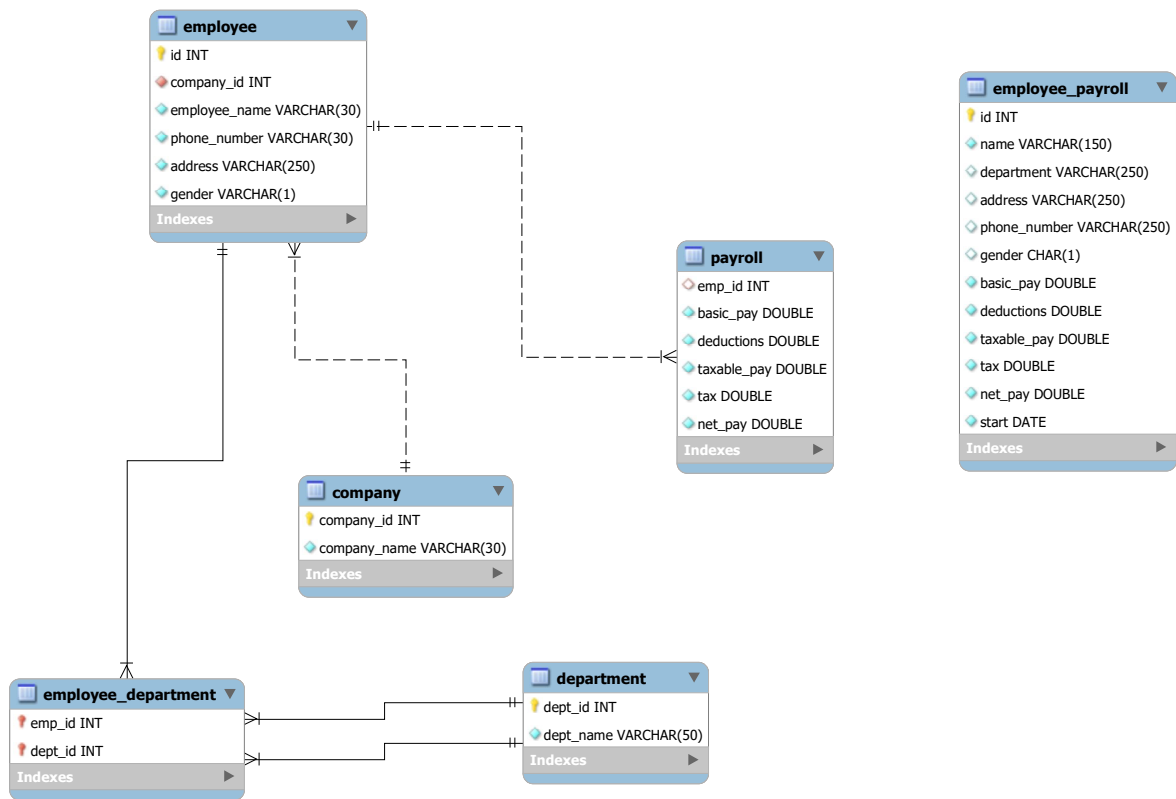 employee
id INT
company_id INT
employee_name VARCHAR(30)
phone_number VARCHAR(30)
address VARCHAR(250)
gender VARCHAR(1)
Indexes
employee_payroll
id INT
name VARCHAR(150)
department VARCHAR(250)
address VARCHAR(250)
phone_number VARCHAR(250)
gender CHAR(1)
basic_pay DOUBLE
deductions DOUBLE
taxable_pay DOUBLE
tax DOUBLE
net_pay DOUBLE
start DATE
Indexes
payroll
emp_id INT
basic_pay DOUBLE
deductions DOUBLE
taxable_pay DOUBLE
tax DOUBLE
net_pay DOUBLE
Indexes
company
company_id INT
company_name VARCHAR(30)
Indexes
employee_department
emp_id INT
dept_id INT
Indexes
department
dept_id INT
dept_name VARCHAR(50)
Indexes